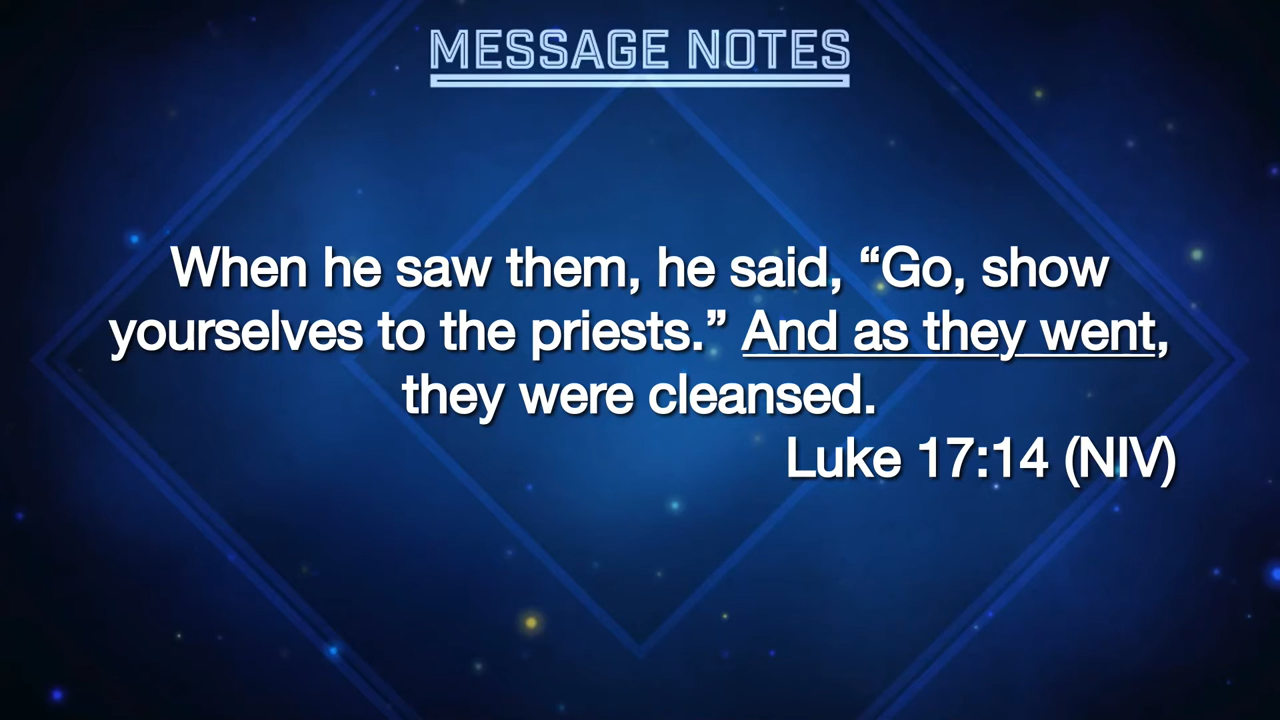 MESSAGE NOTES
When he saw them, he said, “Go, show
yourselves to the priests.” And as they went,
they were cleansed.
Luke 17:14 (NIV)